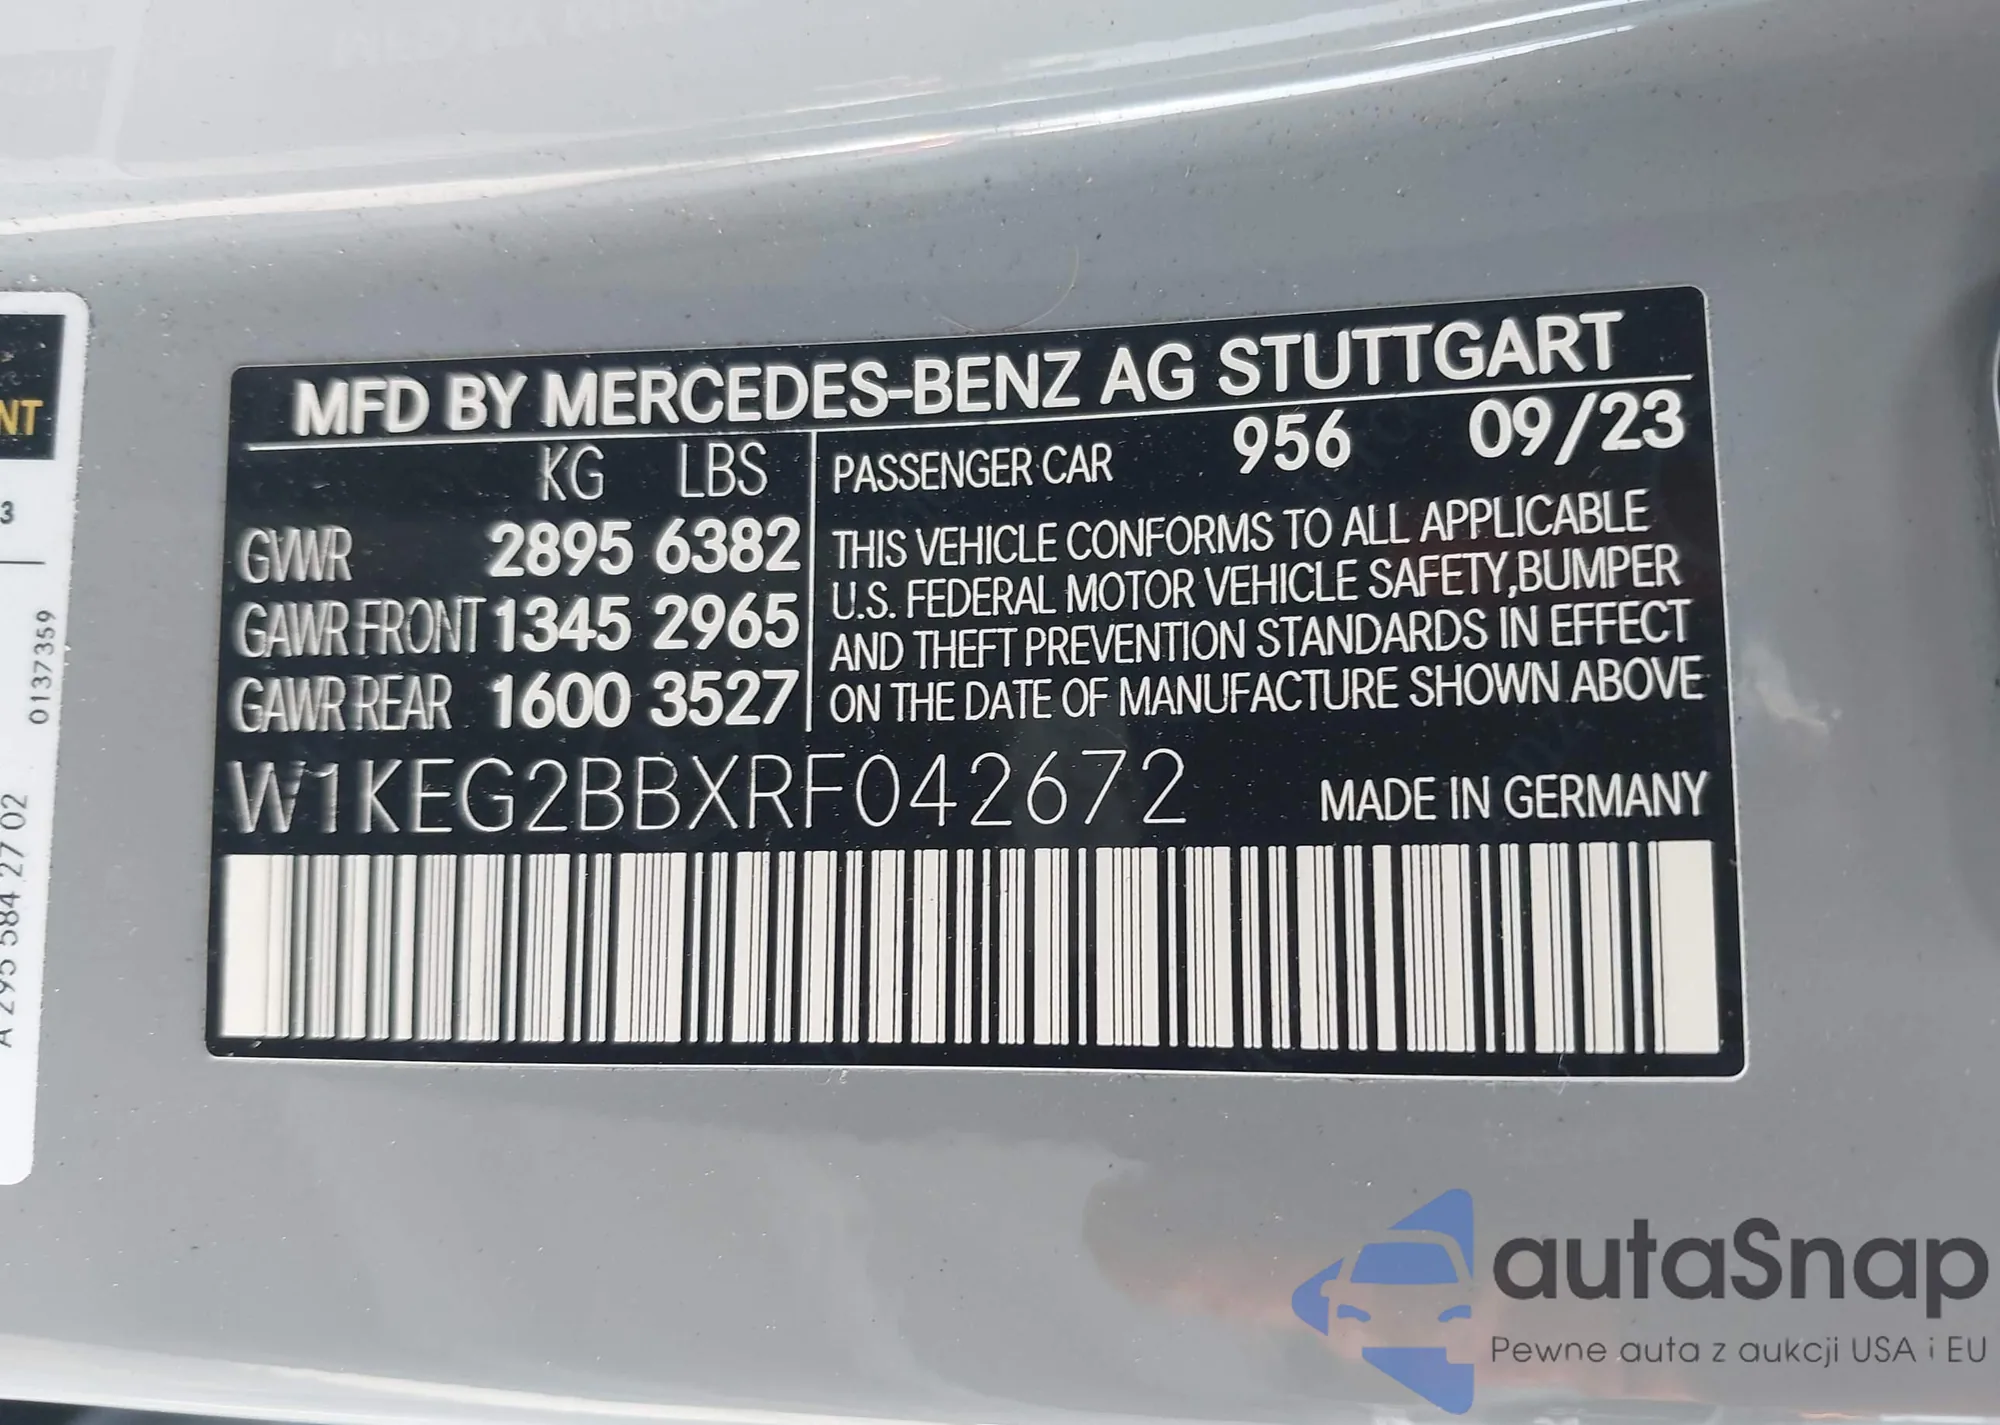 MFD BY MERCEDES-BENZ AG STUTTGART
KG LBS
PASSENGER CAR 956 09/23
GVWR 2895 6382
GAWR FRONT 1345 2965
GAWR REAR 1600 3527
THIS VEHICLE CONFORMS TO ALL APPLICABLE
U.S. FEDERAL MOTOR VEHICLE SAFETY,BUMPER
AND THEFT PREVENTION STANDARDS IN EFFECT
ON THE DATE OF MANUFACTURE SHOWN ABOVE
W1KEG2BBXRF042672
MADE IN GERMANY
NT
3
0137359
A 295 584 27 02
autaSnap
Pewne auta z aukcji USA i EU